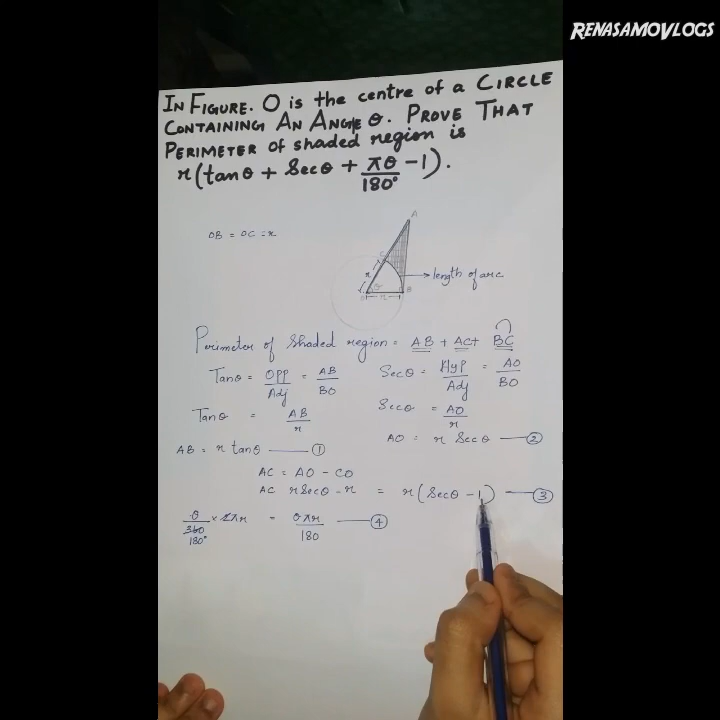 RENASAMOVLOGS
IN FIGURE. O is the centre of a CIRCLE
CONTAINING AN ANGLE θ. PROVE THAT
PERIMETER of shaded region is
r(tanθ + Secθ + πθ/180° - 1).
A
OB = OC = r
C
r
length of arc
θ
O B
r
Perimeter of Shaded region = AB + AC + BC
Tanθ = OPP/Adj = AB/BO
Secθ = HyP/Adj = AO/BO
Tanθ = AB/r
Secθ = AO/r
AB = r tanθ ——— ①
AO = r Secθ —— ②
AC = AO - CO
AC rSecθ - r = r(Secθ - 1) —— ③
θ/360 180° × 2πr = θπr/180 —— ④